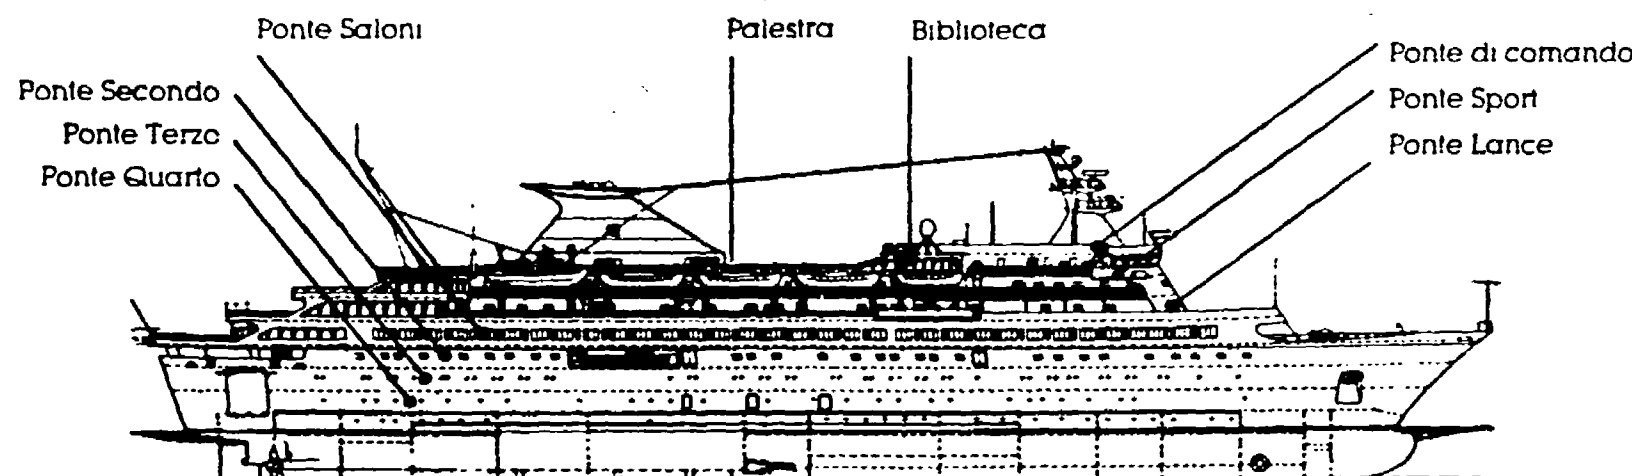 Ponte Saloni
Palestra
Biblioteca
Ponte di comando
Ponte Secondo
Ponte Sport
Ponte Terzo
Ponte Lance
Ponte Quarto